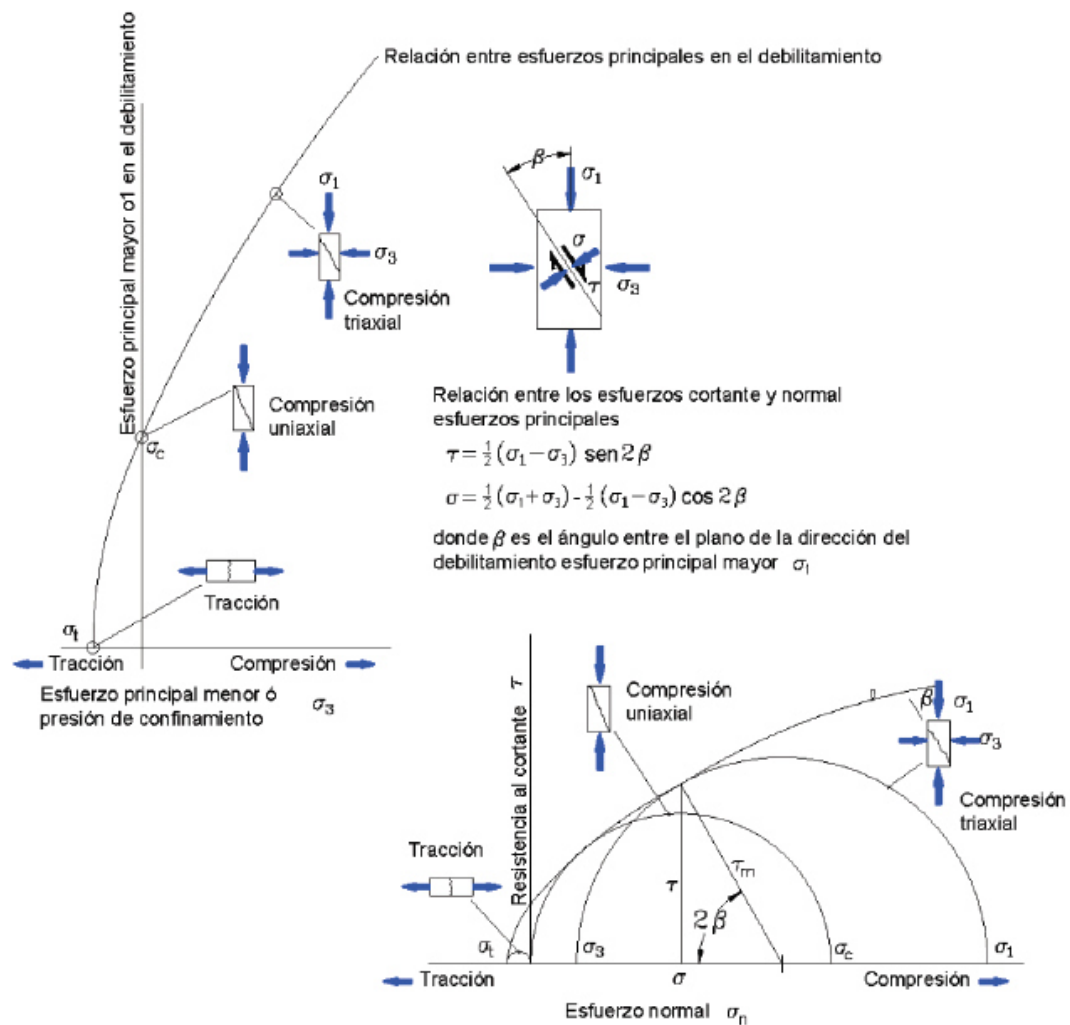 Esfuerzo principal mayor σ1 en el debilitamiento
Relación entre esfuerzos principales en el debilitamiento
σ1
σ3
Compresión
triaxial
Compresión
uniaxial
σc
Tracción
σt
Tracción
Compresión
Esfuerzo principal menor ó
presión de confinamiento σ3
β
σ1
σ
τ
σ3
Relación entre los esfuerzos cortante y normal
esfuerzos principales
τ = 1/2 (σ1 − σ3) sen 2β
σ = 1/2 (σ1 + σ3) - 1/2 (σ1 − σ3) cos 2β
donde β es el ángulo entre el plano de la dirección del
debilitamiento esfuerzo principal mayor σ1
Resistencia al cortante τ
Compresión
uniaxial
β
σ1
σ3
Compresión
triaxial
Tracción
τm
τ
2β
σt
σ3
σc
σ1
Tracción
σ
Compresión
Esfuerzo normal σn